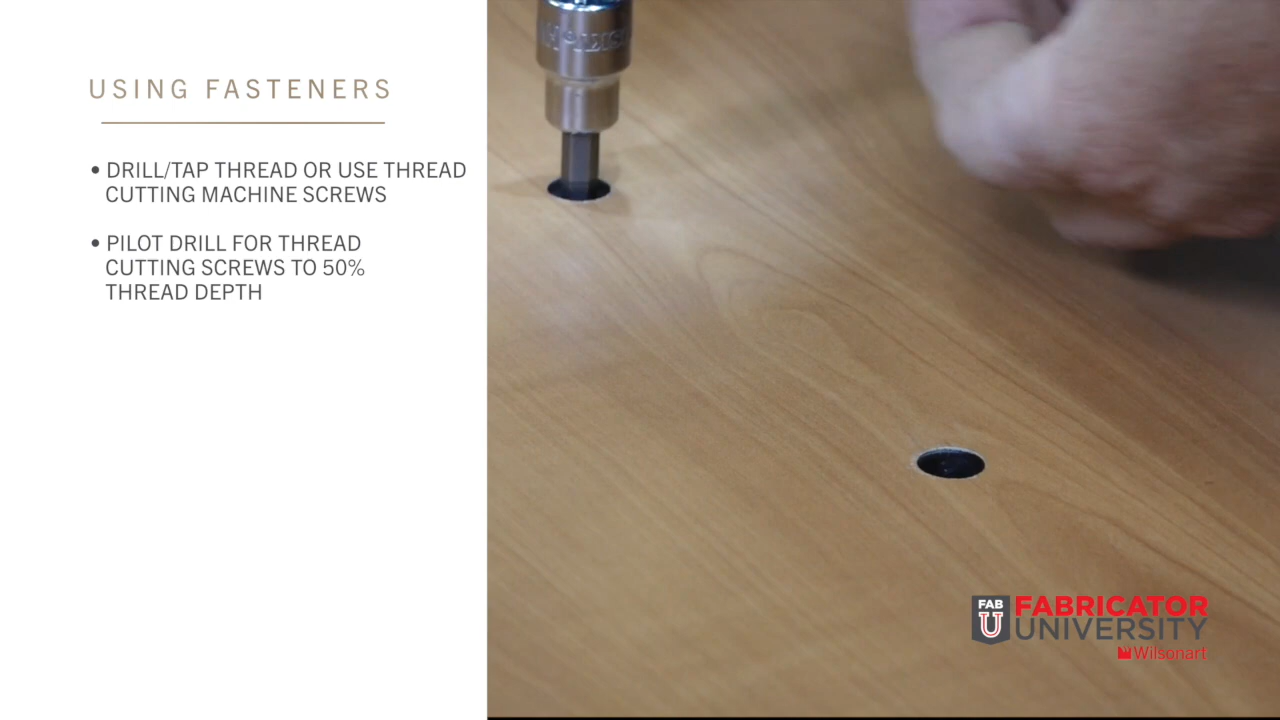 USING FASTENERS
• DRILL/TAP THREAD OR USE THREAD
CUTTING MACHINE SCREWS
• PILOT DRILL FOR THREAD
CUTTING SCREWS TO 50%
THREAD DEPTH
FAB
U
FABRICATOR
UNIVERSITY
Wilsonart